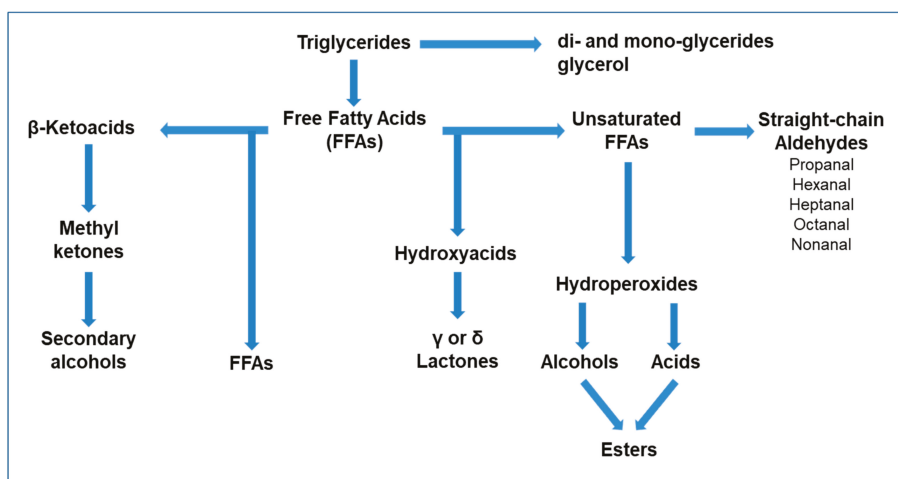 Triglycerides
di- and mono-glycerides
glycerol
β-Ketoacids
Free Fatty Acids
(FFAs)
Unsaturated
FFAs
Straight-chain
Aldehydes
Propanal
Hexanal
Heptanal
Octanal
Nonanal
Methyl
ketones
Hydroxyacids
Hydroperoxides
Secondary
alcohols
FFAs
γ or δ
Lactones
Alcohols
Acids
Esters